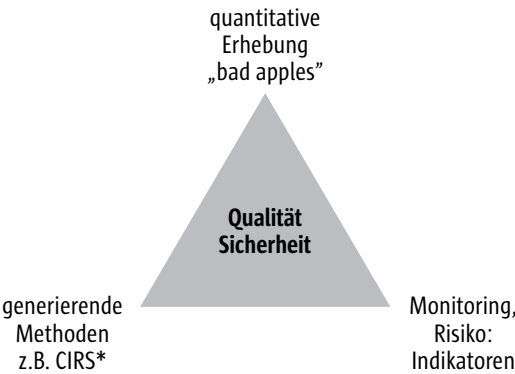 quantitative
Erhebung
„bad apples”
Qualität
Sicherheit
generierende
Methoden
z.B. CIRS*
Monitoring,
Risiko:
Indikatoren